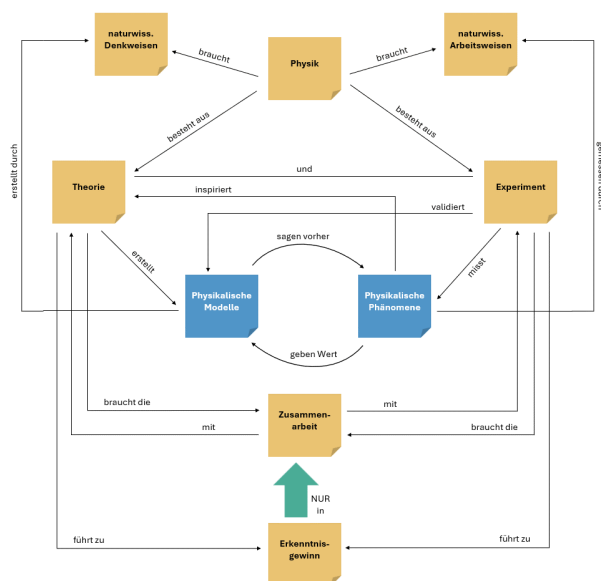 naturwiss.
Denkweisen
naturwiss.
Arbeitsweisen
braucht
Physik
braucht
besteht aus
besteht aus
erstellt durch
gemessen durch
Theorie
und
Experiment
inspiriert
validiert
sagen vorher
erstellt
misst
Physikalische
Modelle
Physikalische
Phänomene
geben Wert
braucht die
Zusammen-
arbeit
mit
mit
braucht die
NUR
in
führt zu
Erkenntnis-
gewinn
führt zu